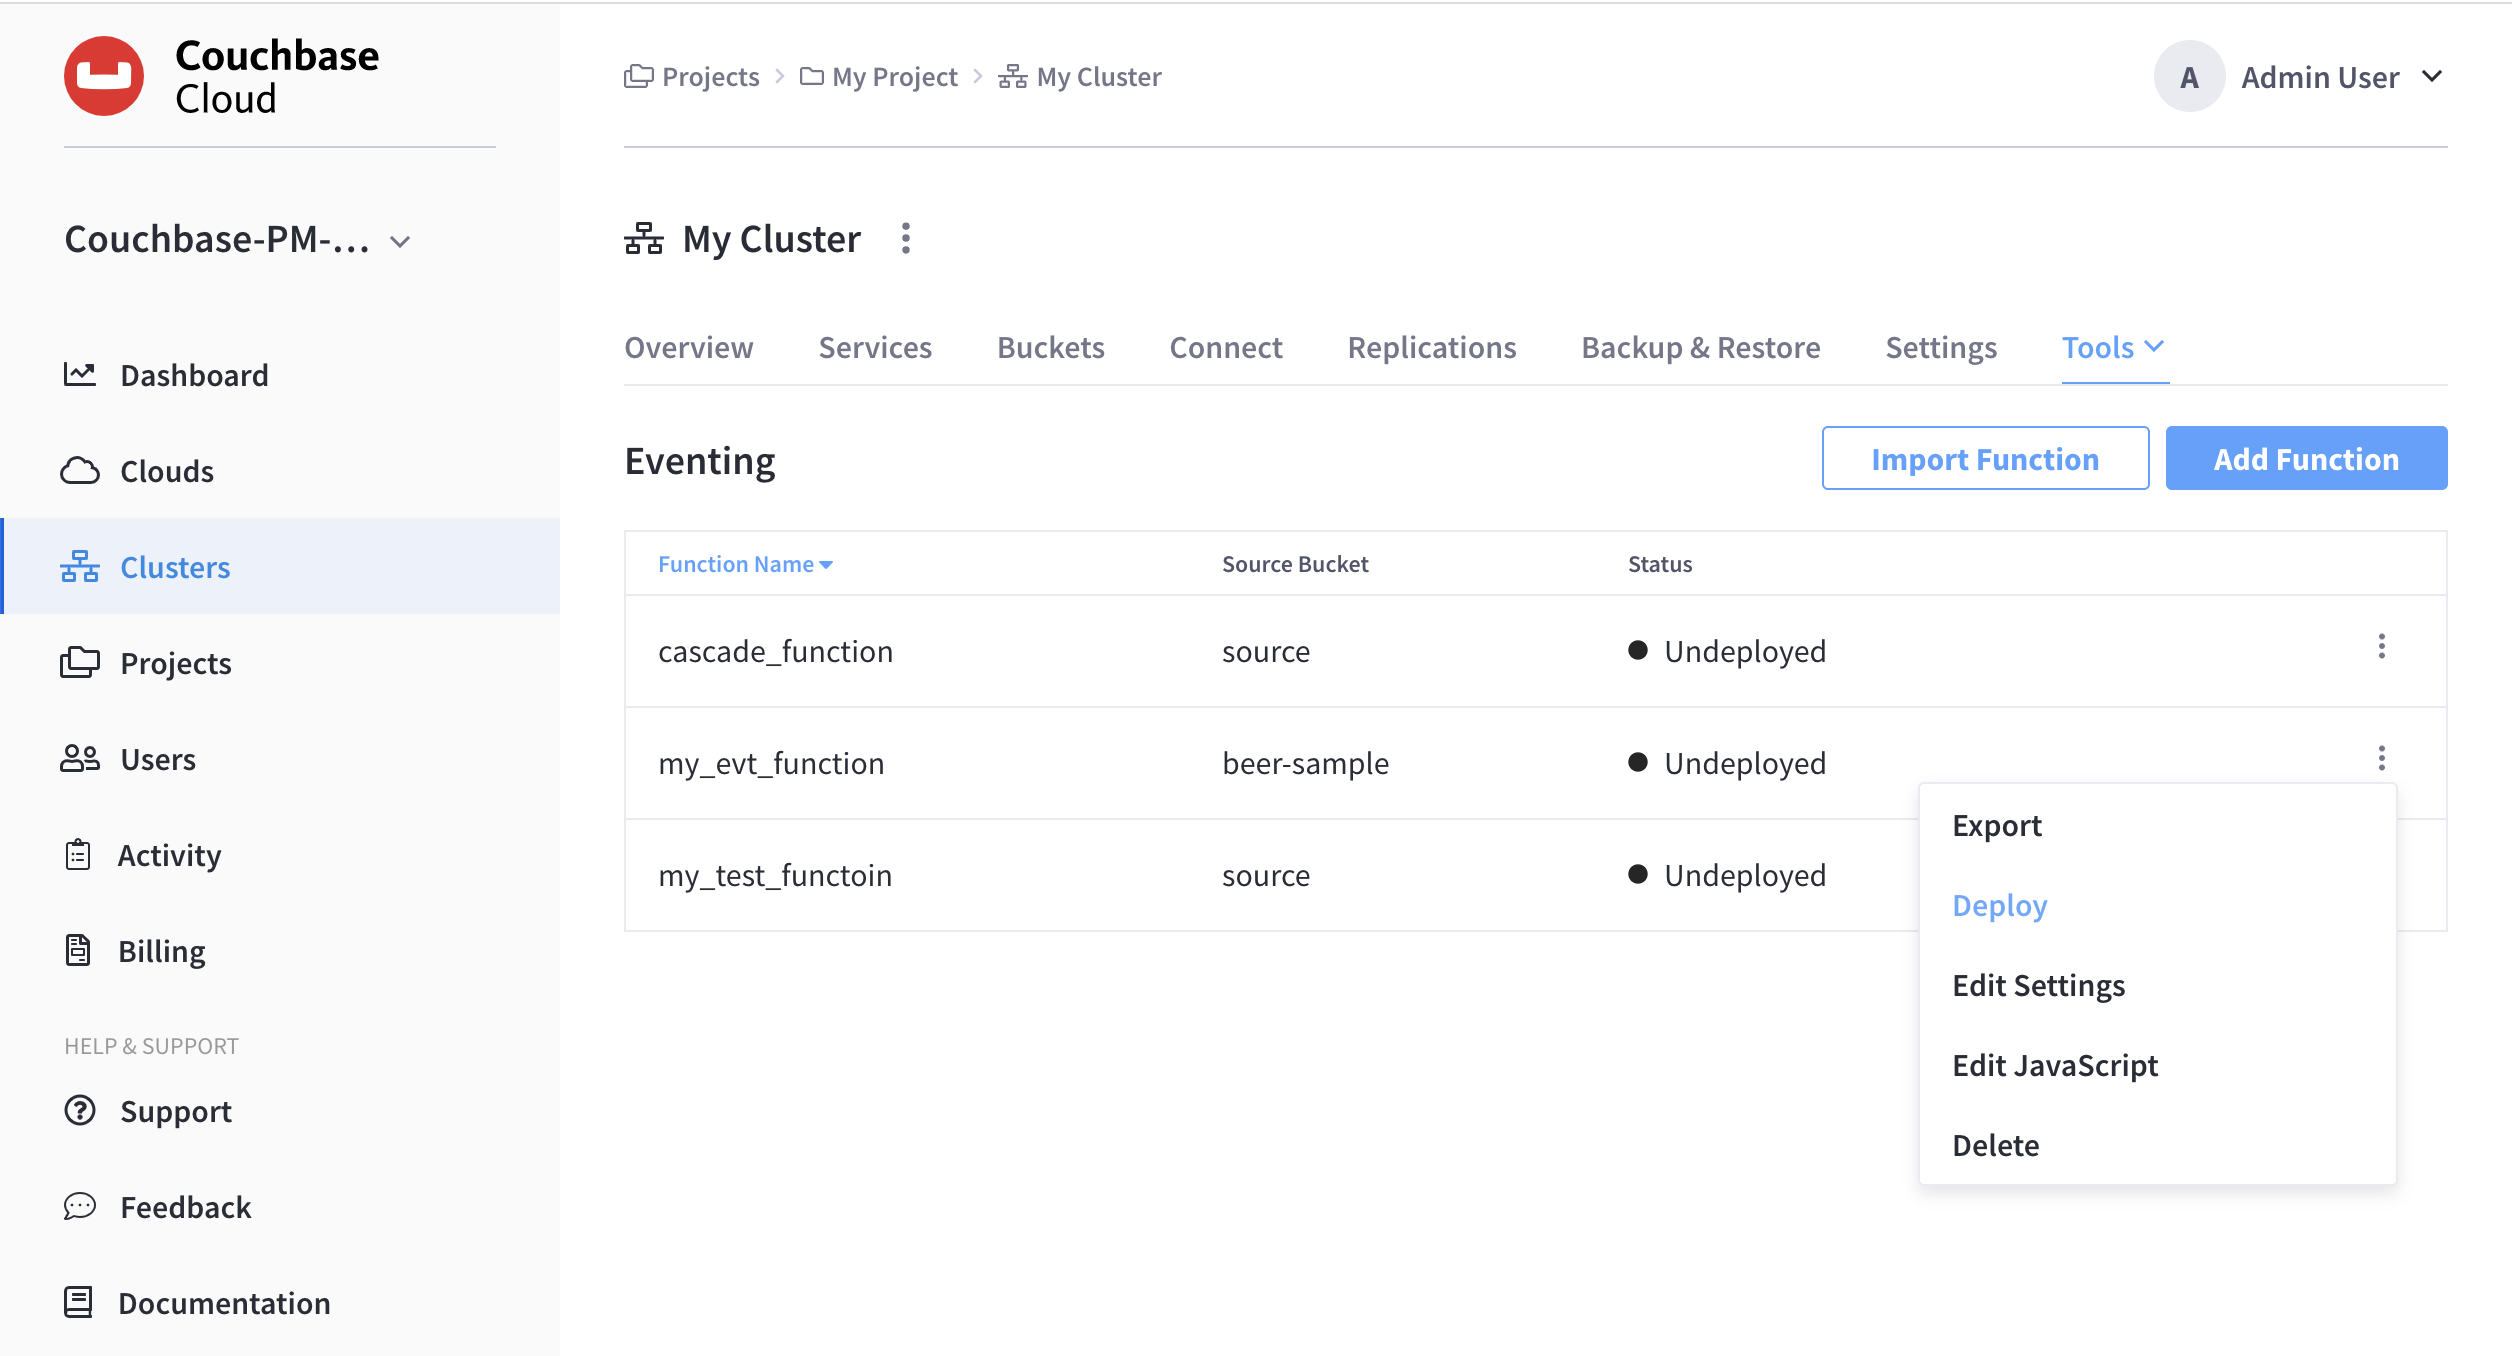 Couchbase
Cloud
Projects > My Project > My Cluster
A Admin User
Couchbase-PM-...
Dashboard
Clouds
Clusters
Projects
Users
Activity
Billing
HELP & SUPPORT
Support
Feedback
Documentation
My Cluster
Overview Services Buckets Connect Replications Backup & Restore Settings Tools
Eventing
Import Function Add Function
Function Name Source Bucket Status
cascade_function source Undeployed
my_evt_function beer-sample Undeployed
my_test_functoin source Undeployed
Export
Deploy
Edit Settings
Edit JavaScript
Delete